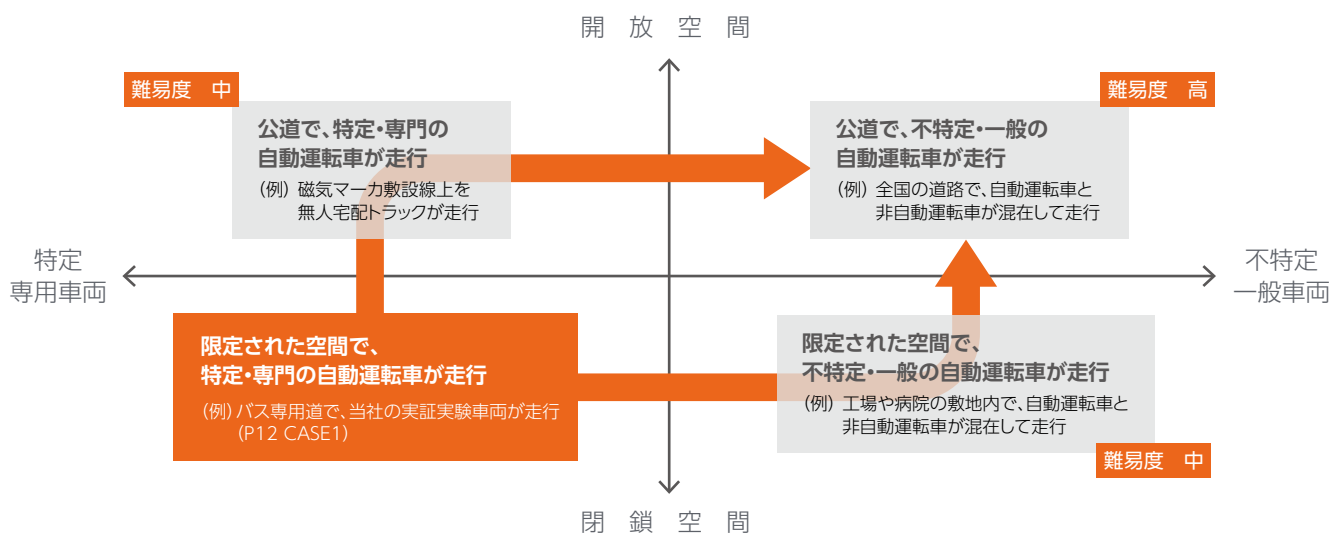 開放空間
難易度　中
公道で、特定・専門の
自動運転車が走行
（例）磁気マーカ敷設線上を
無人宅配トラックが走行
難易度　高
公道で、不特定・一般の
自動運転車が走行
（例）全国の道路で、自動運転車と
非自動運転車が混在して走行
特定
専用車両
不特定
一般車両
限定された空間で、
特定・専門の自動運転車が走行
（例）バス専用道で、当社の実証実験車両が走行
（P12 CASE1）
限定された空間で、
不特定・一般の自動運転車が走行
（例）工場や病院の敷地内で、自動運転車と
非自動運転車が混在して走行
難易度　中
閉鎖空間